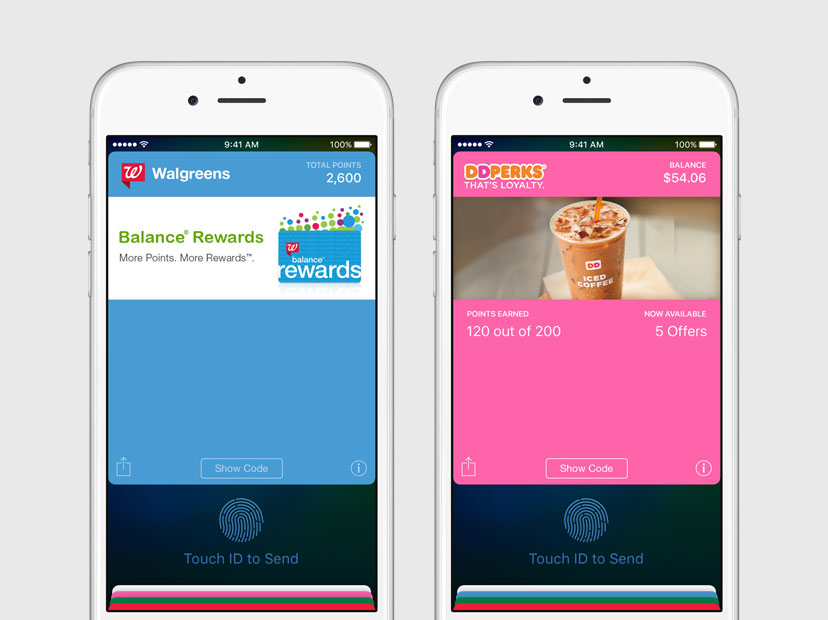 9:41 AM
100%
Walgreens
TOTAL POINTS
2,600
Balance® Rewards
More Points. More Rewards™.
balance®
rewards
Show Code
Touch ID to Send
9:41 AM
100%
DDPERKS®
THAT'S LOYALTY.
BALANCE
$54.06
DD
ICED
COFFEE
POINTS EARNED
120 out of 200
NOW AVAILABLE
5 Offers
Show Code
Touch ID to Send